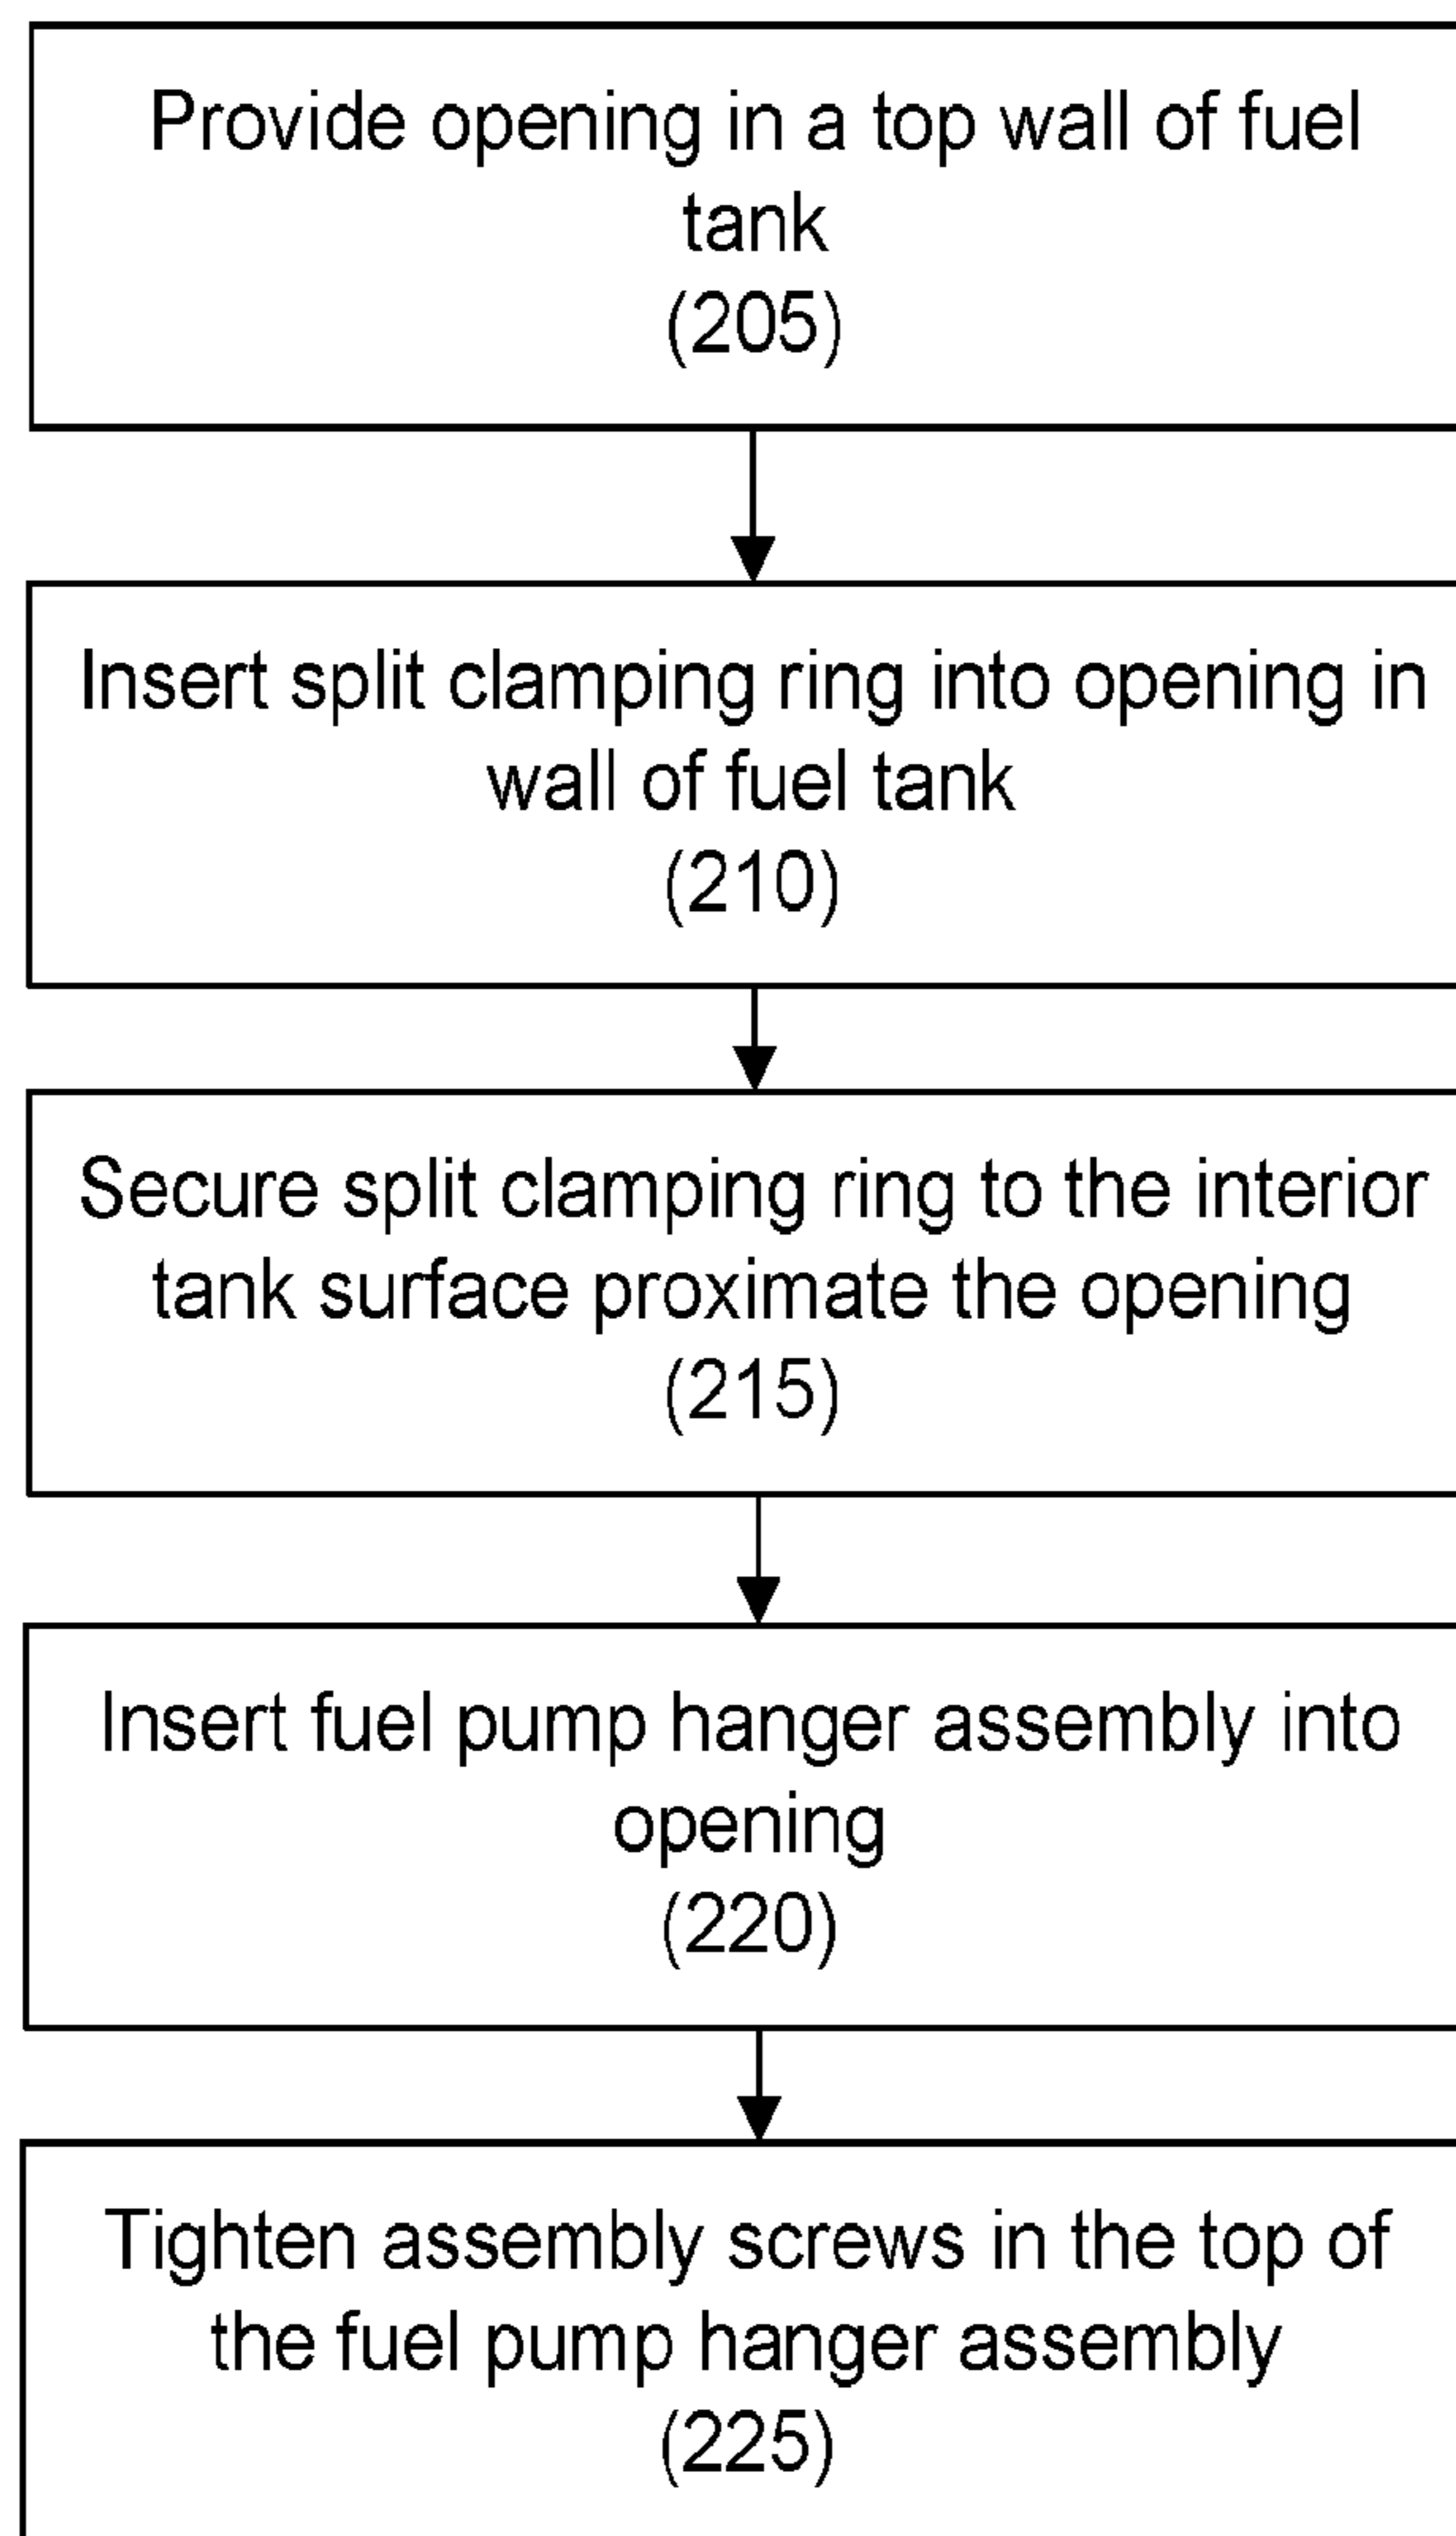 Provide opening in a top wall of fuel
tank
(205)
Insert split clamping ring into opening in
wall of fuel tank
(210)
Secure split clamping ring to the interior
tank surface proximate the opening
(215)
Insert fuel pump hanger assembly into
opening
(220)
Tighten assembly screws in the top of
the fuel pump hanger assembly
(225)